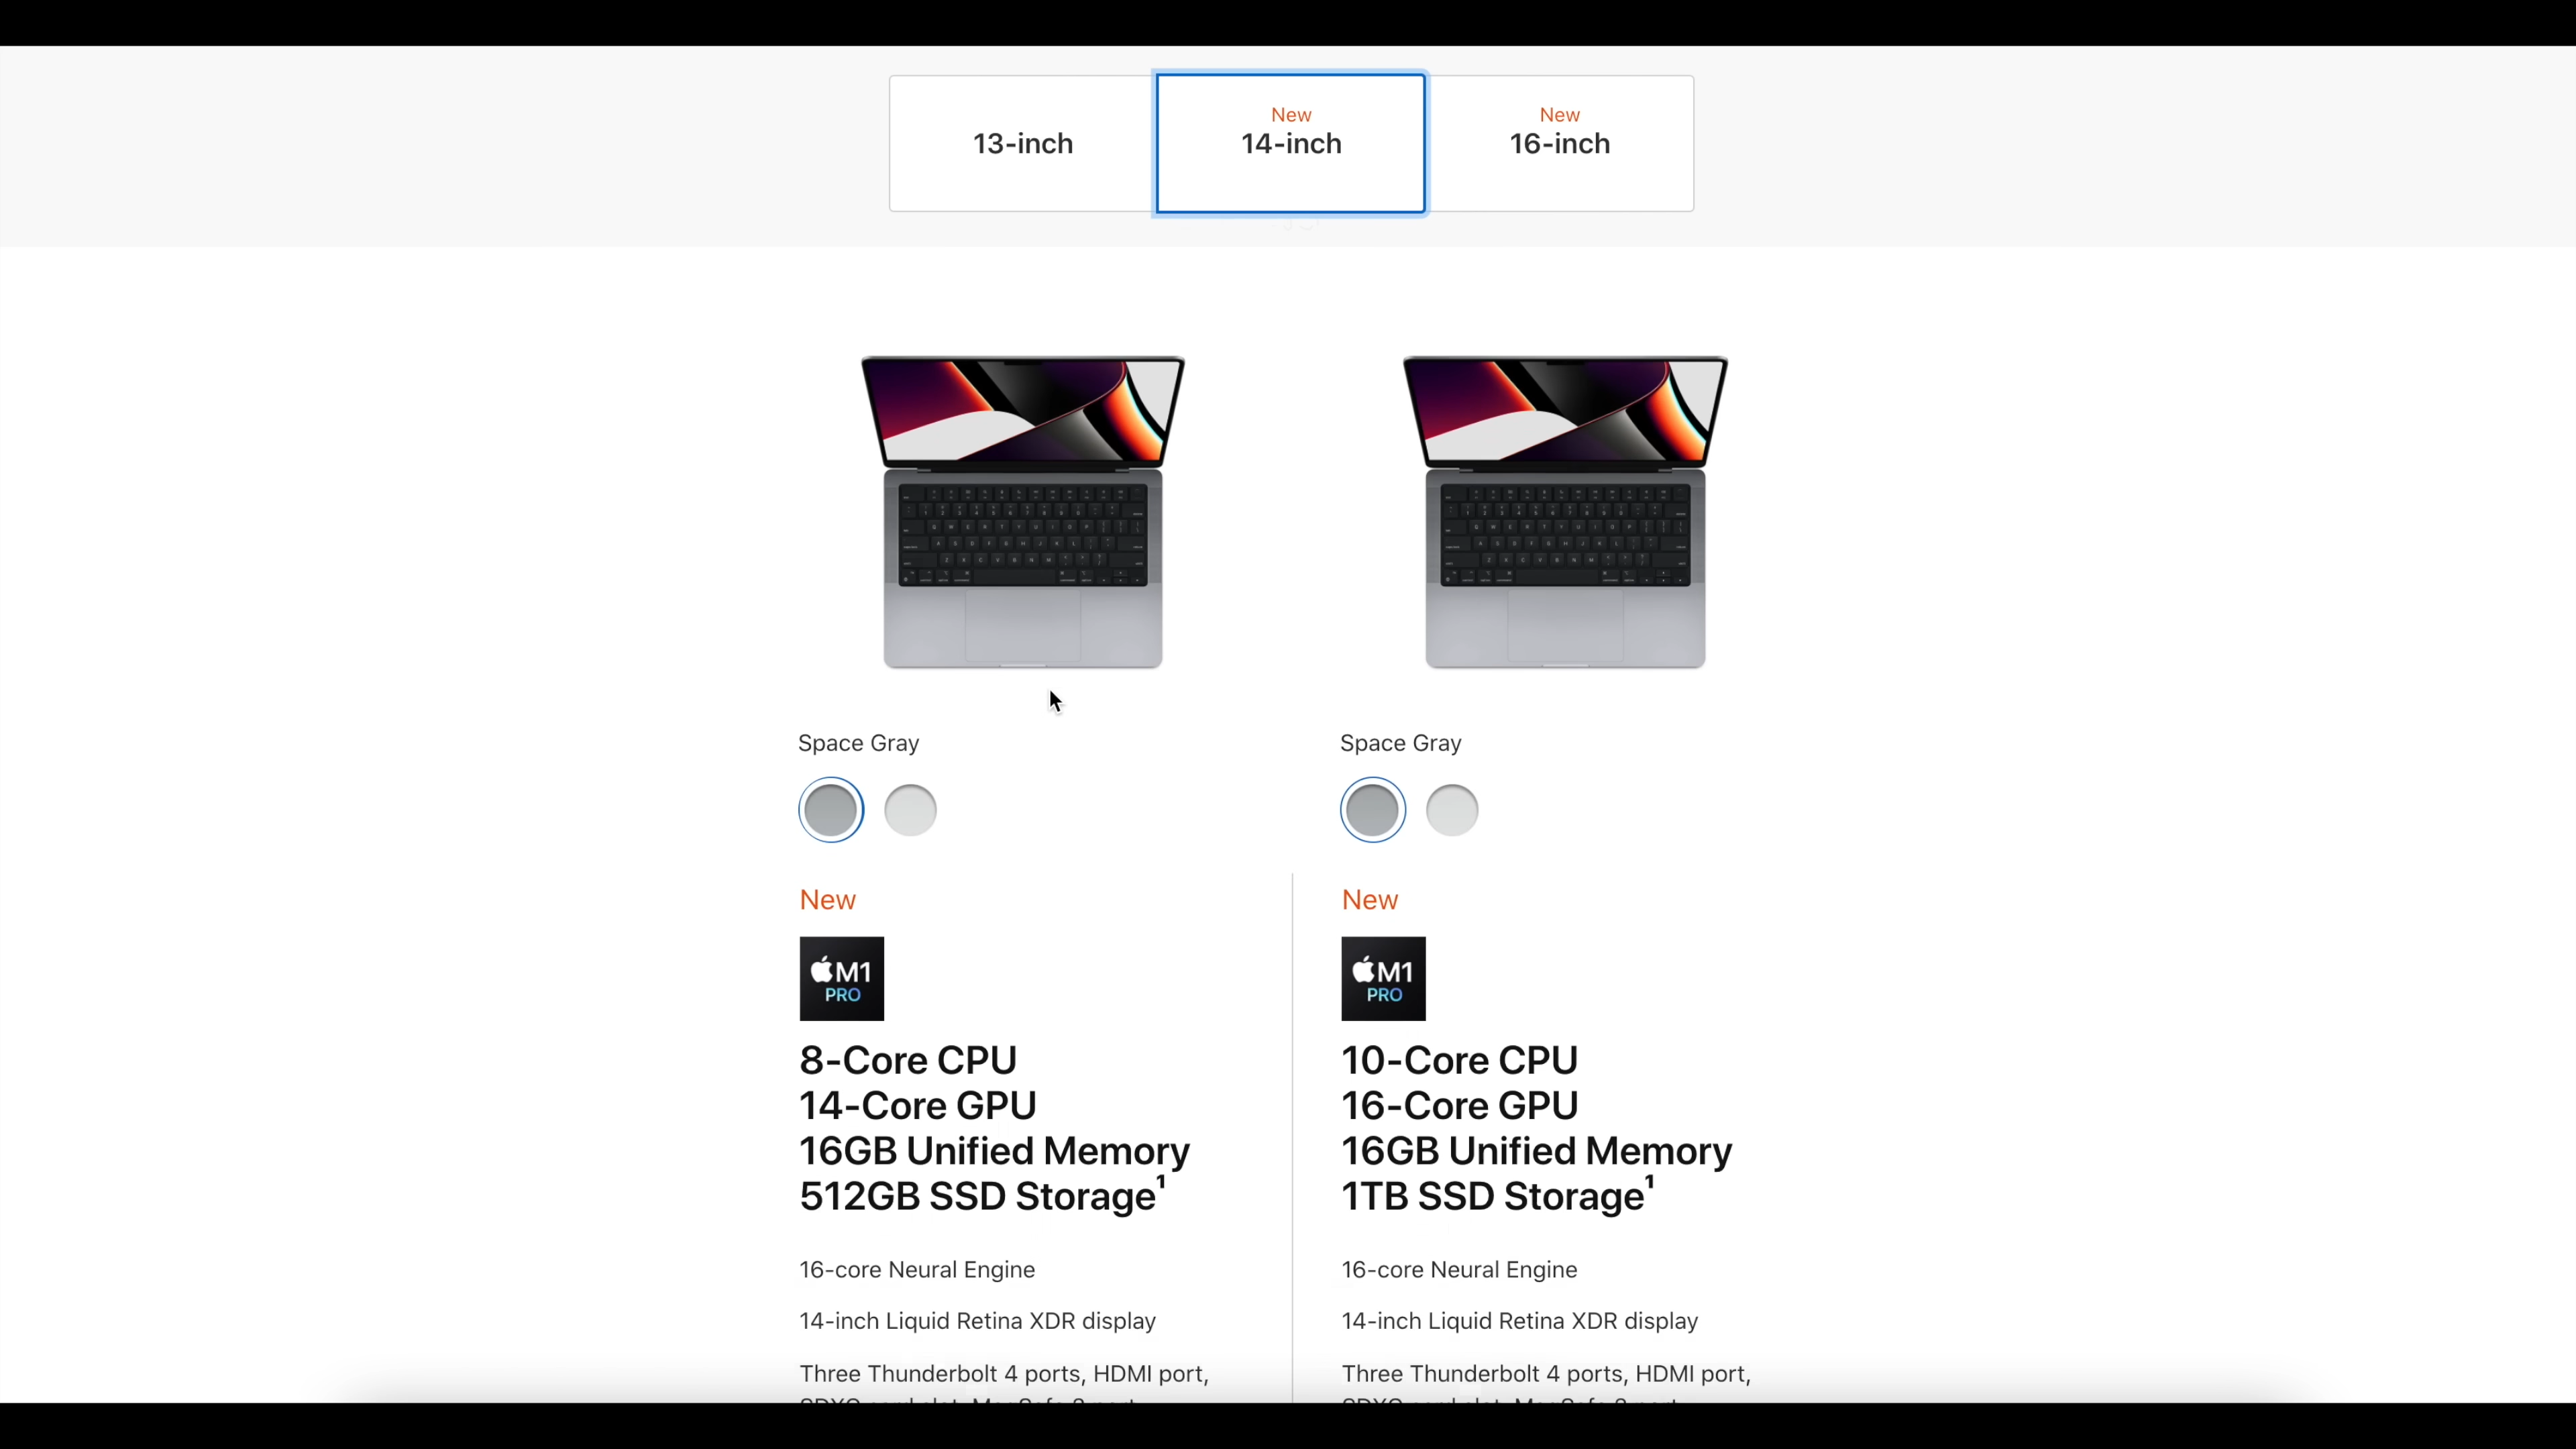 13-inch
New
14-inch
New
16-inch
Space Gray
Space Gray
New
M1
PRO
8-Core CPU
14-Core GPU
16GB Unified Memory
512GB SSD Storage¹
16-core Neural Engine
14-inch Liquid Retina XDR display
Three Thunderbolt 4 ports, HDMI port,
New
M1
PRO
10-Core CPU
16-Core GPU
16GB Unified Memory
1TB SSD Storage¹
16-core Neural Engine
14-inch Liquid Retina XDR display
Three Thunderbolt 4 ports, HDMI port,